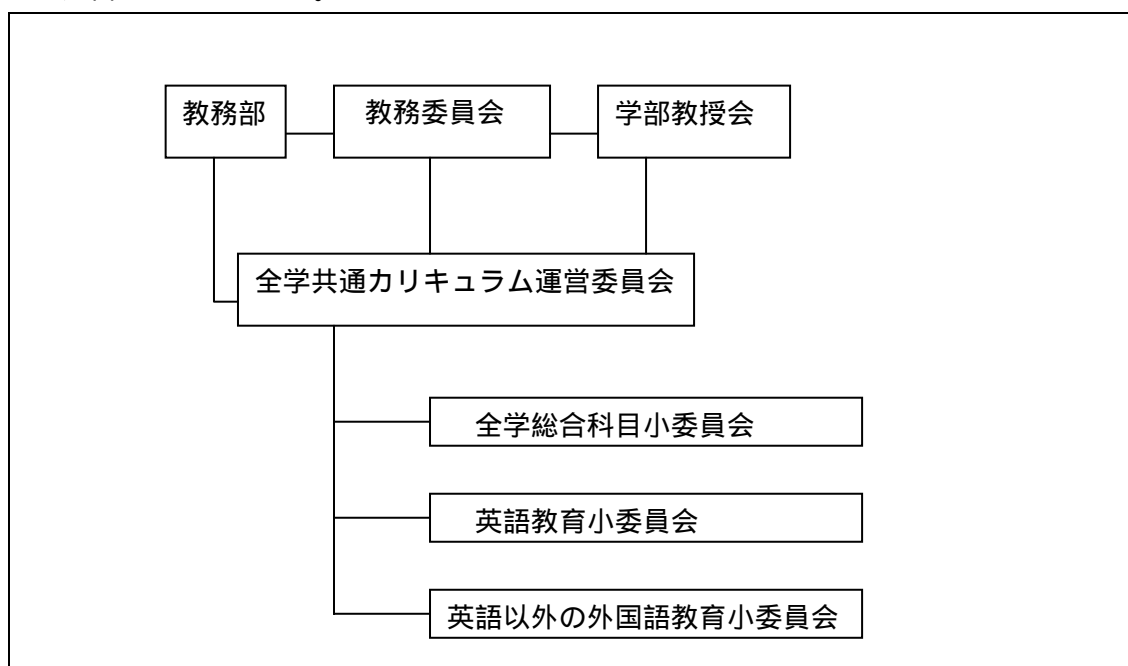 教務部
教務委員会
学部教授会
全学共通カリキュラム運営委員会
全学総合科目小委員会
英語教育小委員会
英語以外の外国語教育小委員会